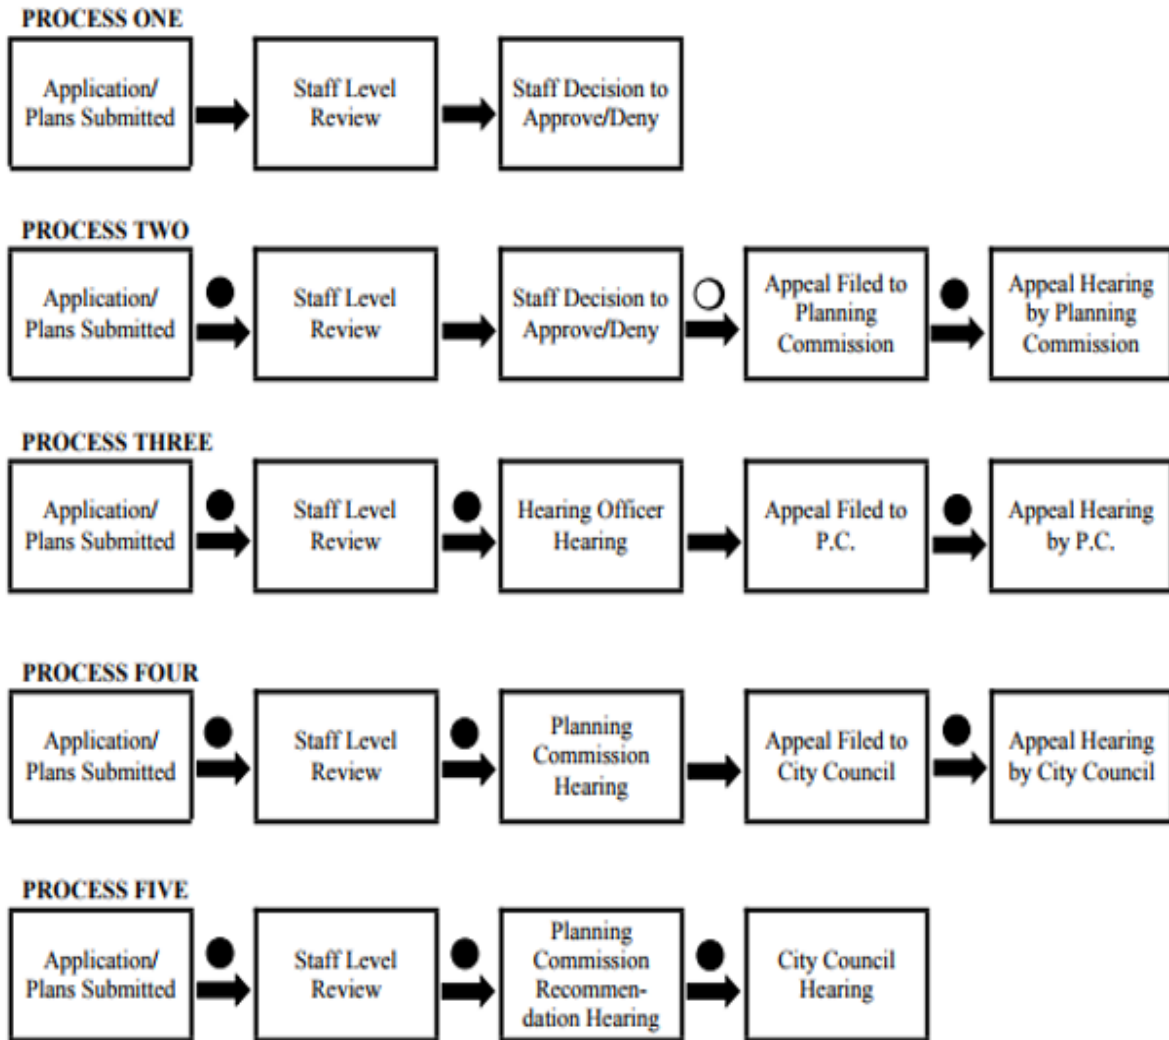 PROCESS ONE
Application/
Plans Submitted
Staff Level
Review
Staff Decision to
Approve/Deny
PROCESS TWO
Application/
Plans Submitted
Staff Level
Review
Staff Decision to
Approve/Deny
Appeal Filed to
Planning
Commission
Appeal Hearing
by Planning
Commission
PROCESS THREE
Application/
Plans Submitted
Staff Level
Review
Hearing Officer
Hearing
Appeal Filed to
P.C.
Appeal Hearing
by P.C.
PROCESS FOUR
Application/
Plans Submitted
Staff Level
Review
Planning
Commission
Hearing
Appeal Filed to
City Council
Appeal Hearing
by City Council
PROCESS FIVE
Application/
Plans Submitted
Staff Level
Review
Planning
Commission
Recommen-
dation Hearing
City Council
Hearing